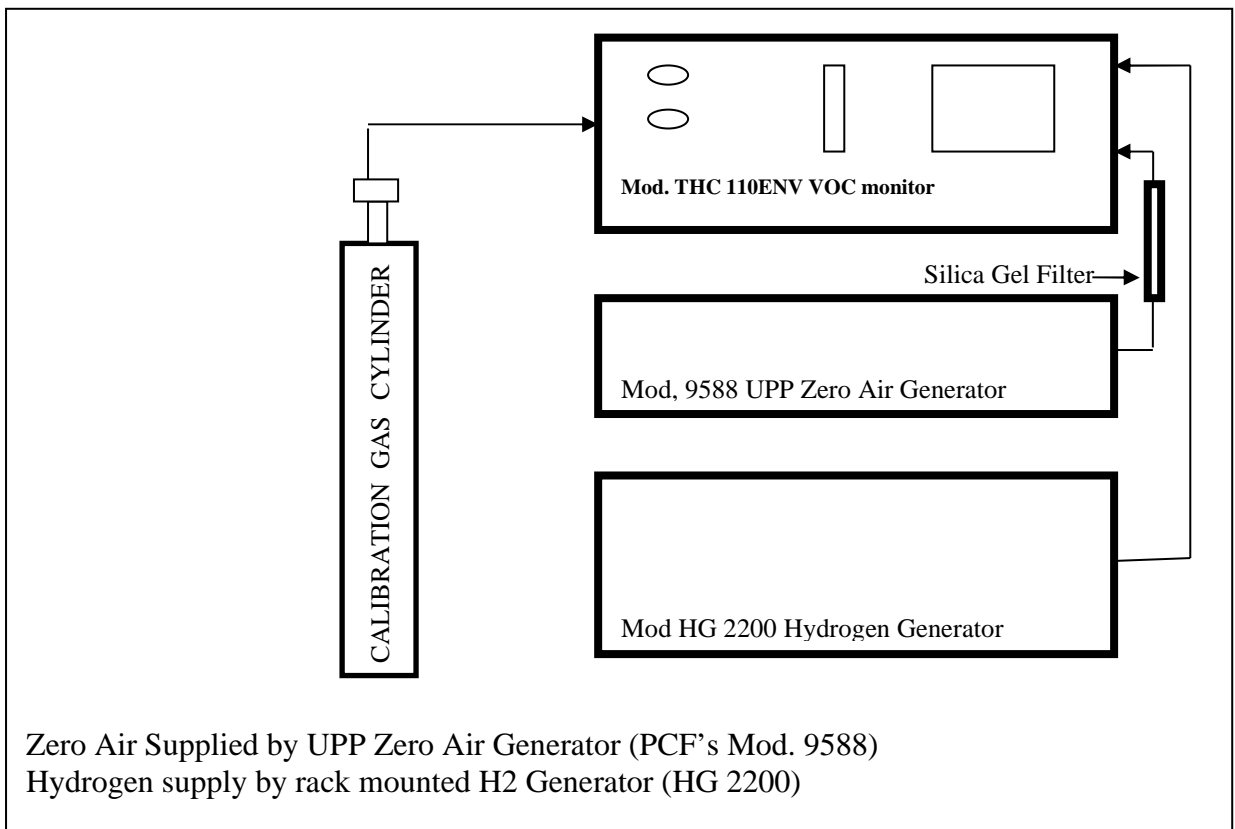 Mod. THC 110ENV VOC monitor
Silica Gel Filter
CALIBRATION GAS CYLINDER
Mod, 9588 UPP Zero Air Generator
Mod HG 2200 Hydrogen Generator
Zero Air Supplied by UPP Zero Air Generator (PCF’s Mod. 9588)
Hydrogen supply by rack mounted H2 Generator (HG 2200)